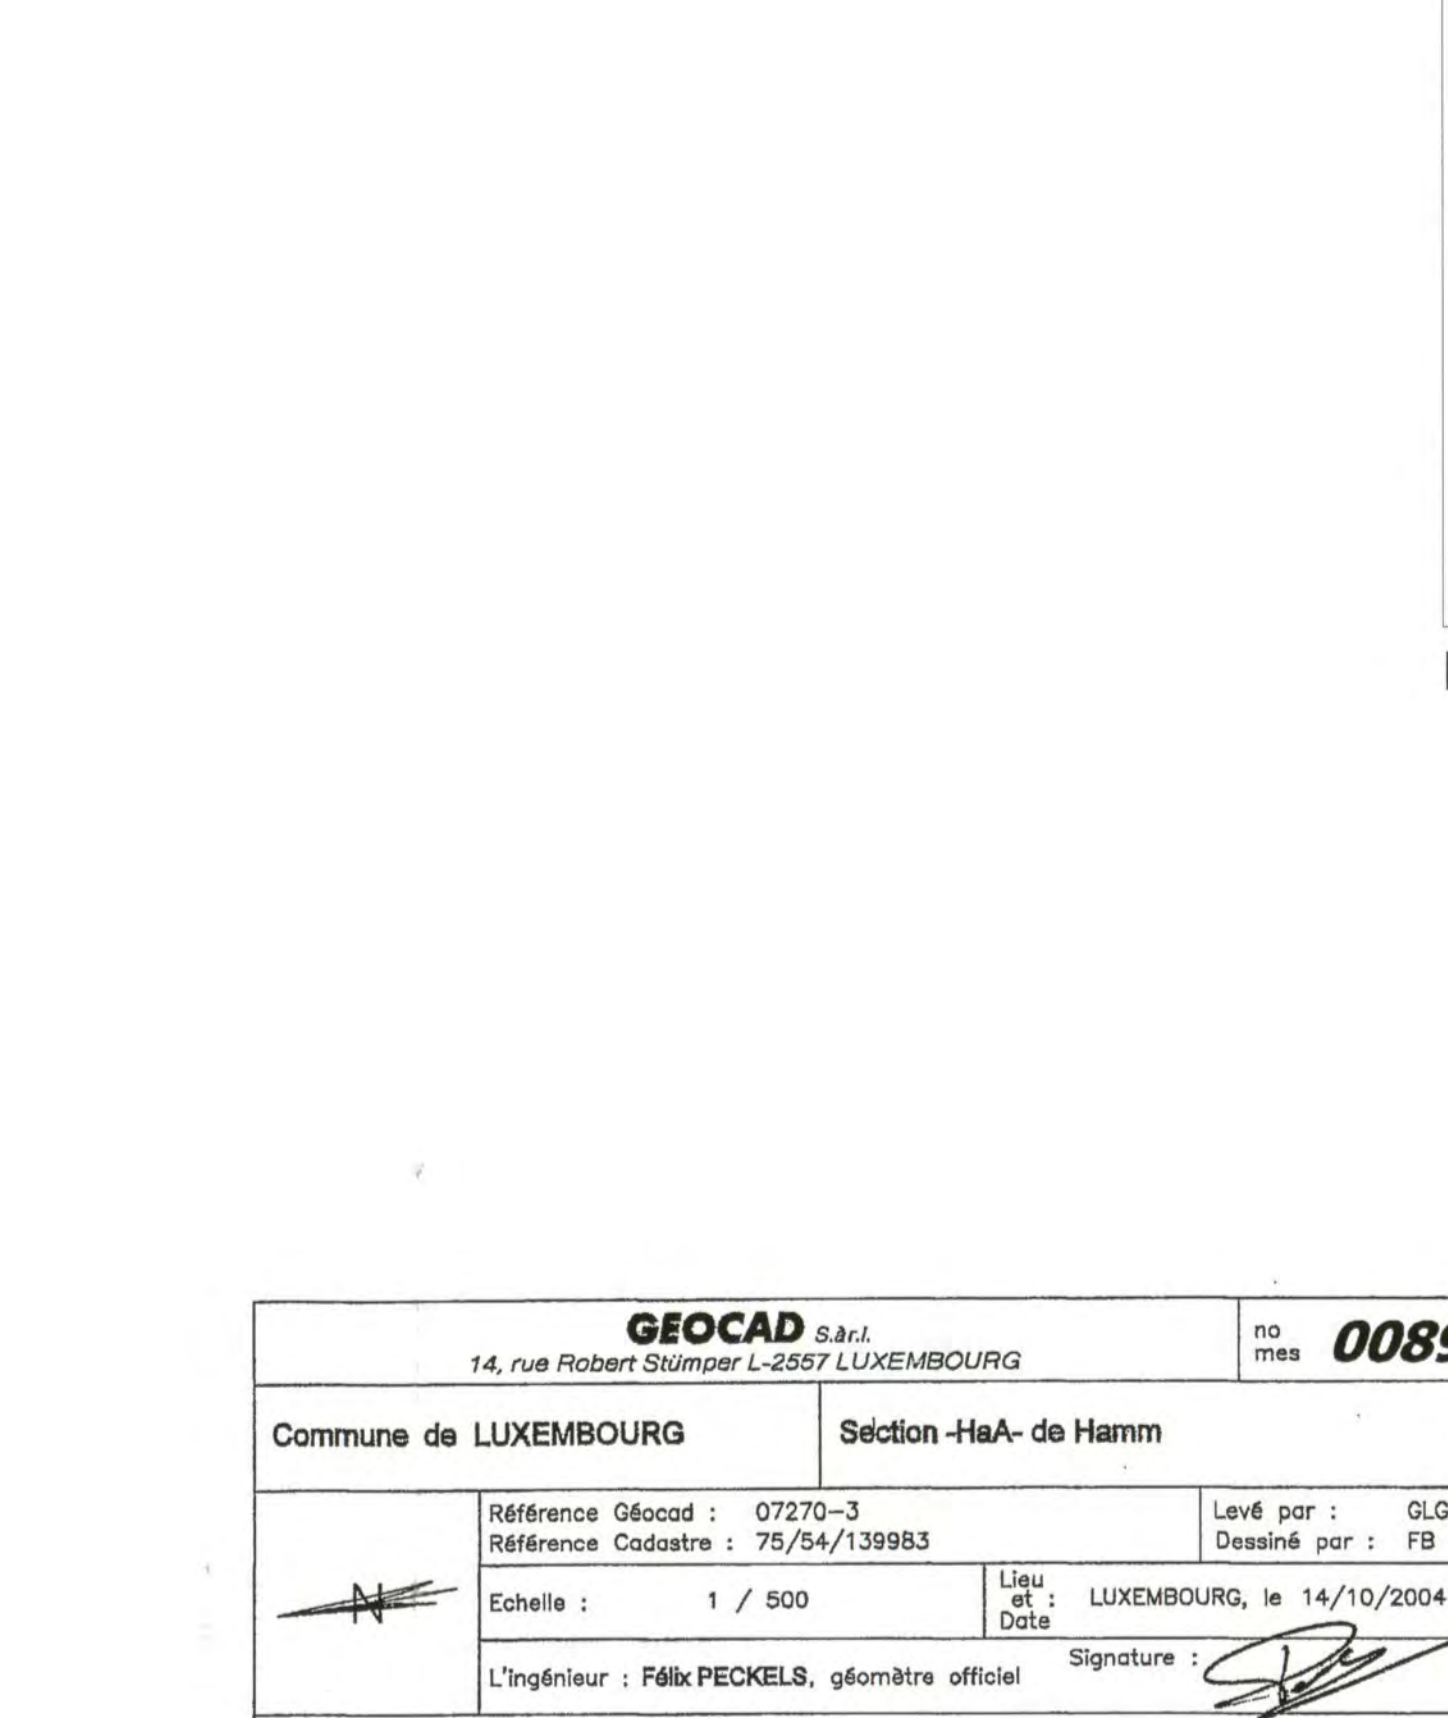 GEOCAD S.àr.l.
14, rue Robert Stümper L-2557 LUXEMBOURG
no
mes
0089
Commune de LUXEMBOURG
Section -HaA- de Hamm
N
Référence Géocad : 07270-3
Référence Cadastre : 75/54/139983
Levé par : GLG
Dessiné par : FB
Echelle : 1 / 500
Lieu
et :
Date
LUXEMBOURG, le 14/10/2004
L'ingénieur : Félix PECKELS, géomètre officiel
Signature :